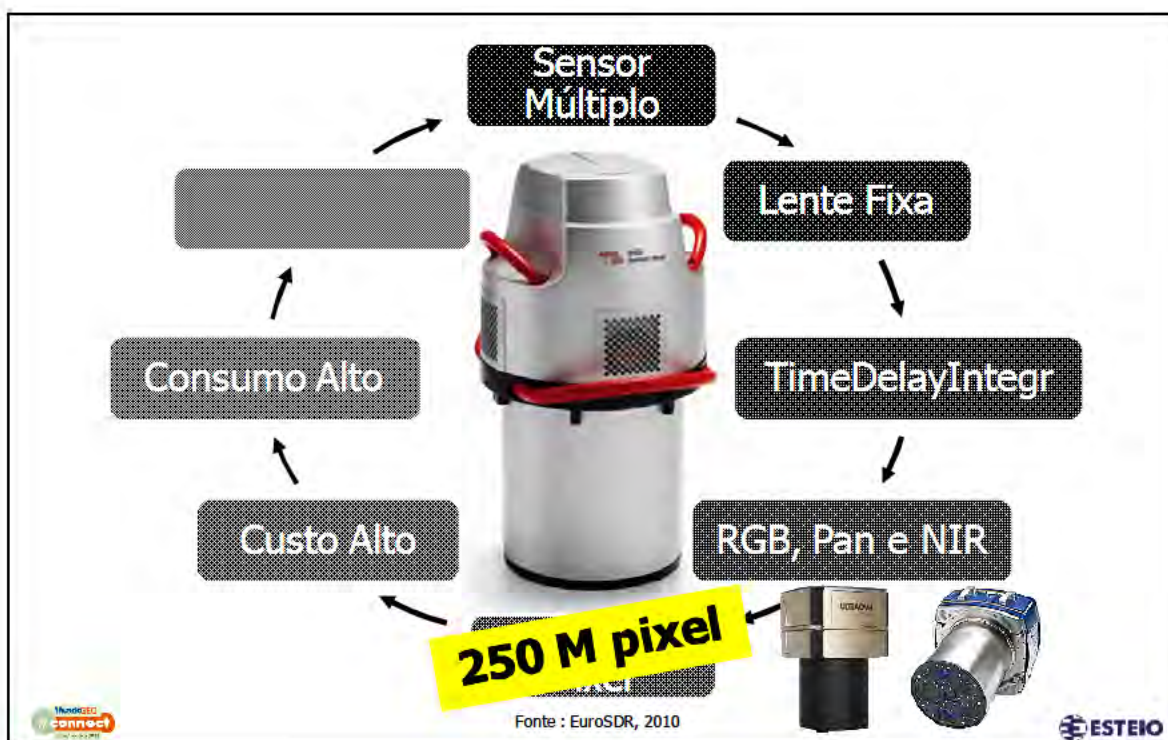 Sensor
Múltiplo
Lente Fixa
TimeDelayIntegr
RGB, Pan e NIR
250 M pixel
Custo Alto
Consumo Alto
Fonte : EuroSDR, 2010
MundoGEO
#connect
ESTEIO